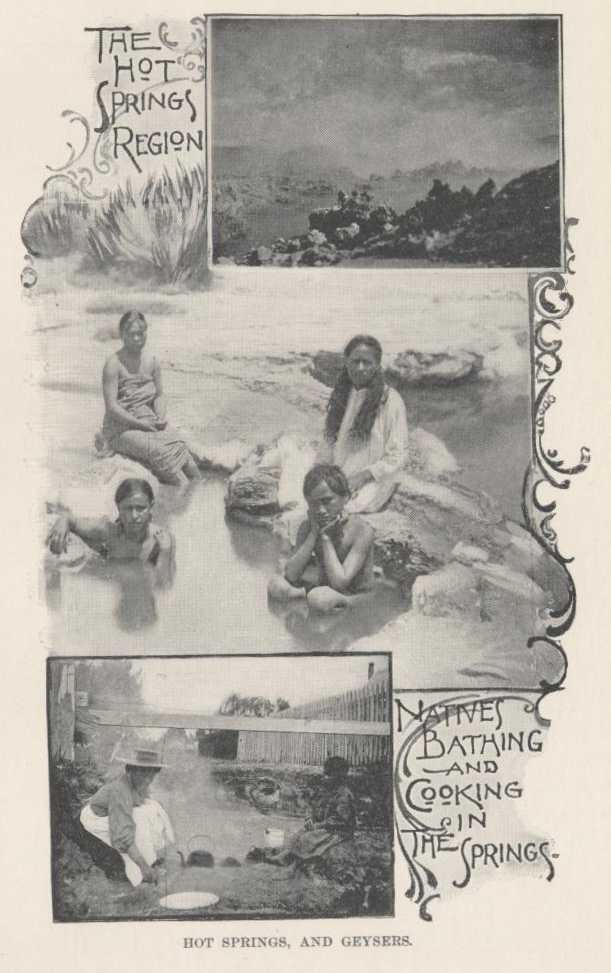 THE
HOT
SPRINGS
REGION
NATIVES
BATHING
AND
COOKING
IN
THE
SPRINGS-
HOT SPRINGS, AND GEYSERS.